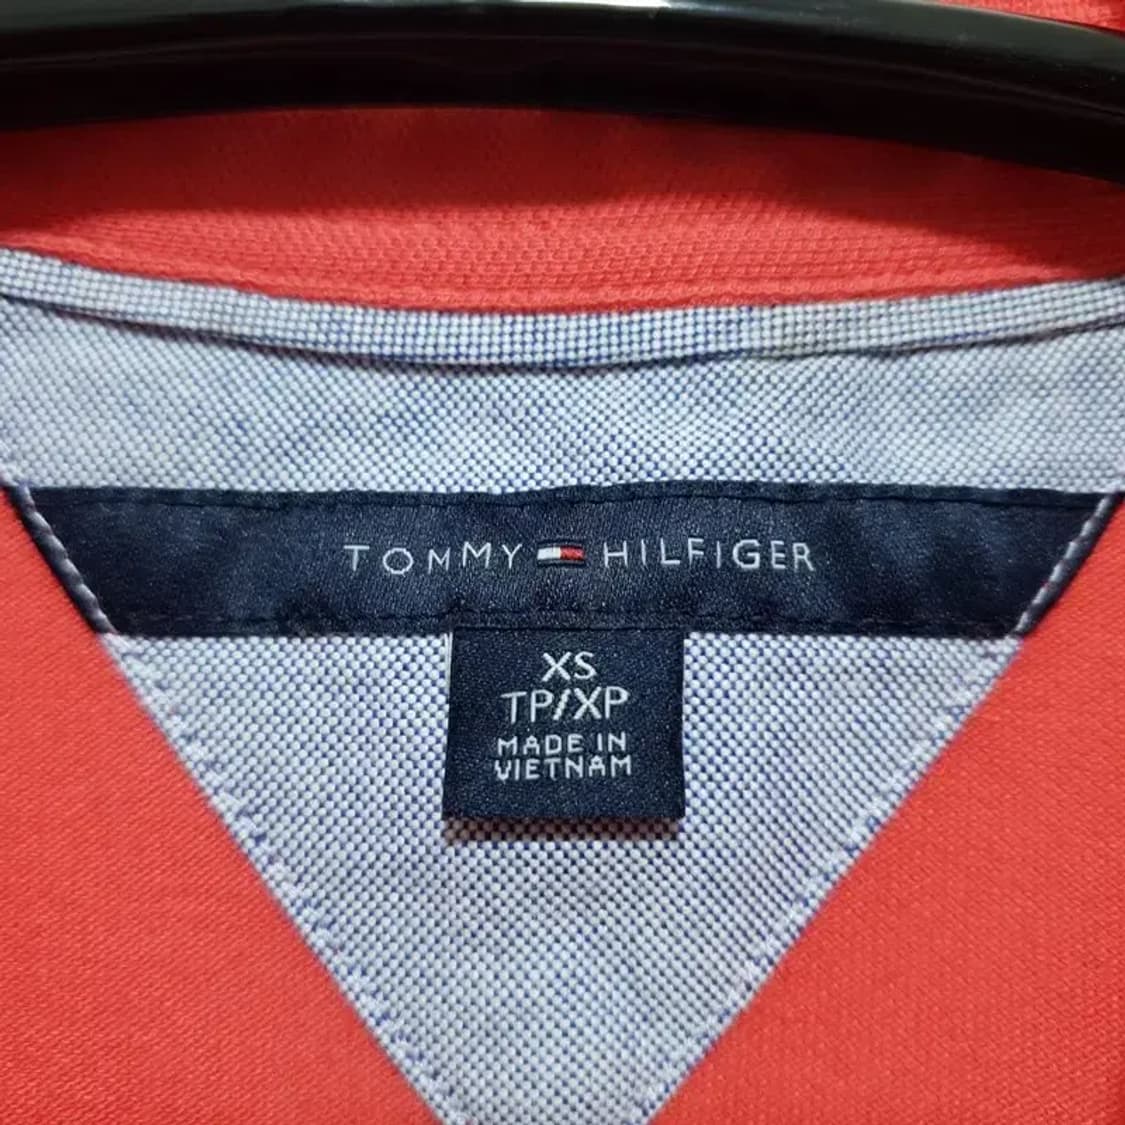 TOMMY HILFIGER
XS
TP/XP
MADE IN
VIETNAM